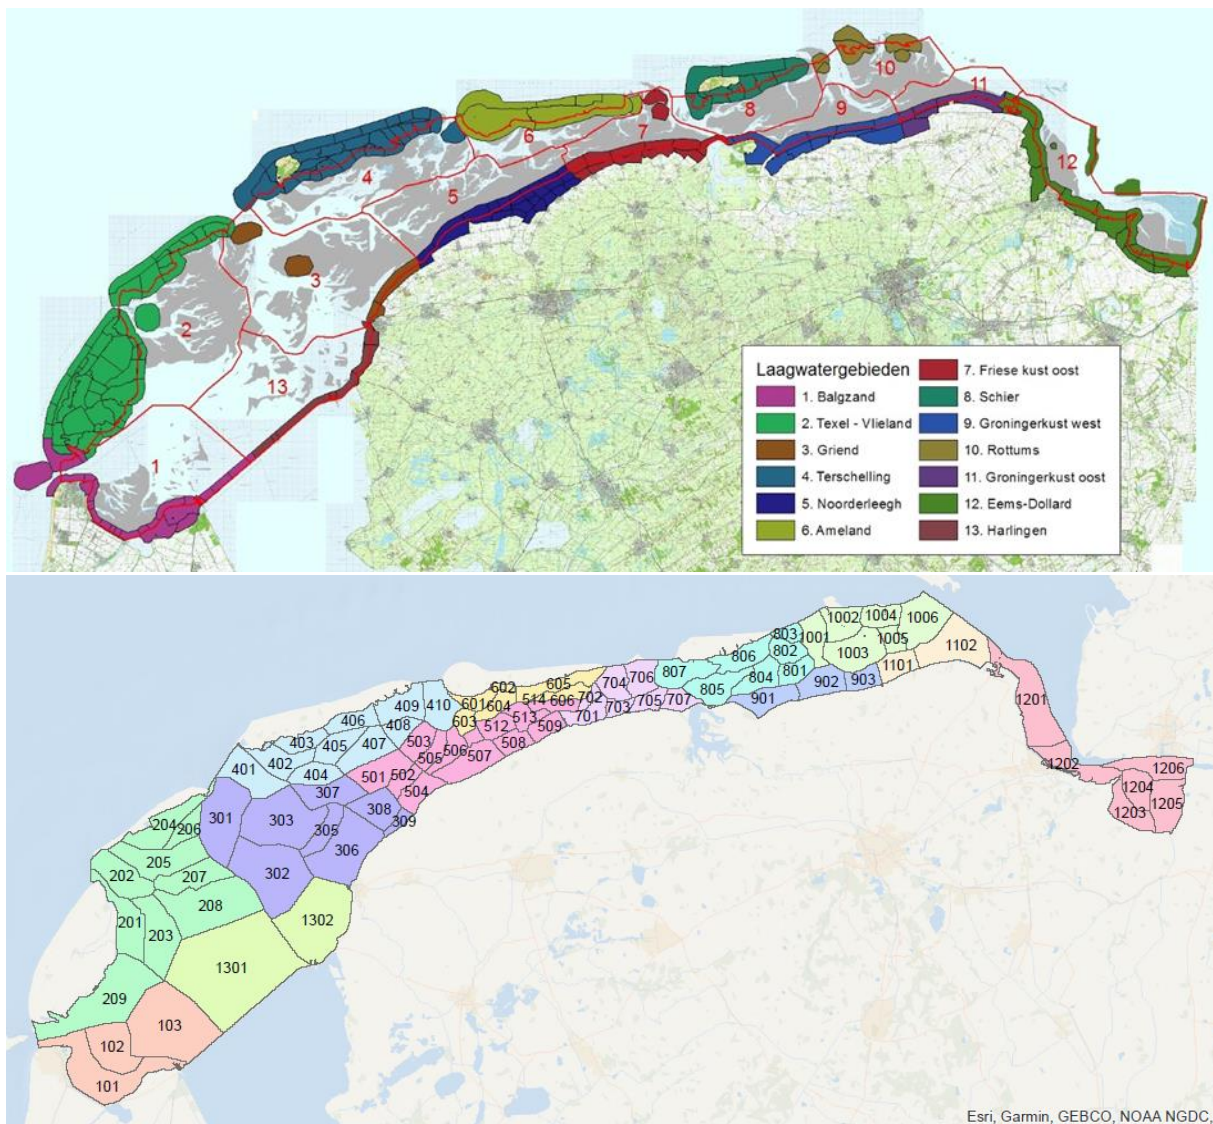 10
11
8
9
7
6
12
4
5
3
2
13
1
Laagwatergebieden
1. Balgzand
2. Texel - Vlieland
3. Griend
4. Terschelling
5. Noorderleegh
6. Ameland
7. Friese kust oost
8. Schier
9. Groningerkust west
10. Rottums
11. Groningerkust oost
12. Eems-Dollard
13. Harlingen
1002 1004 1006
803 1001 1005 1102
802 1003
806 1101
807 804 801 902 903
805 901
706
704
602 605 702 705 707
514 606 703
601 604 701
603 513
512 509
409 410
406 408 503 506 508
403 405 407 505 507
401 402 404 501 502
504
307
308
301 303 305 309
306
302
204
206
205
202 207
208
201
203
1302
1301
209
103
102
101
1201
1202 1206
1204
1203 1205
Esri, Garmin, GEBCO, NOAA NGDC,